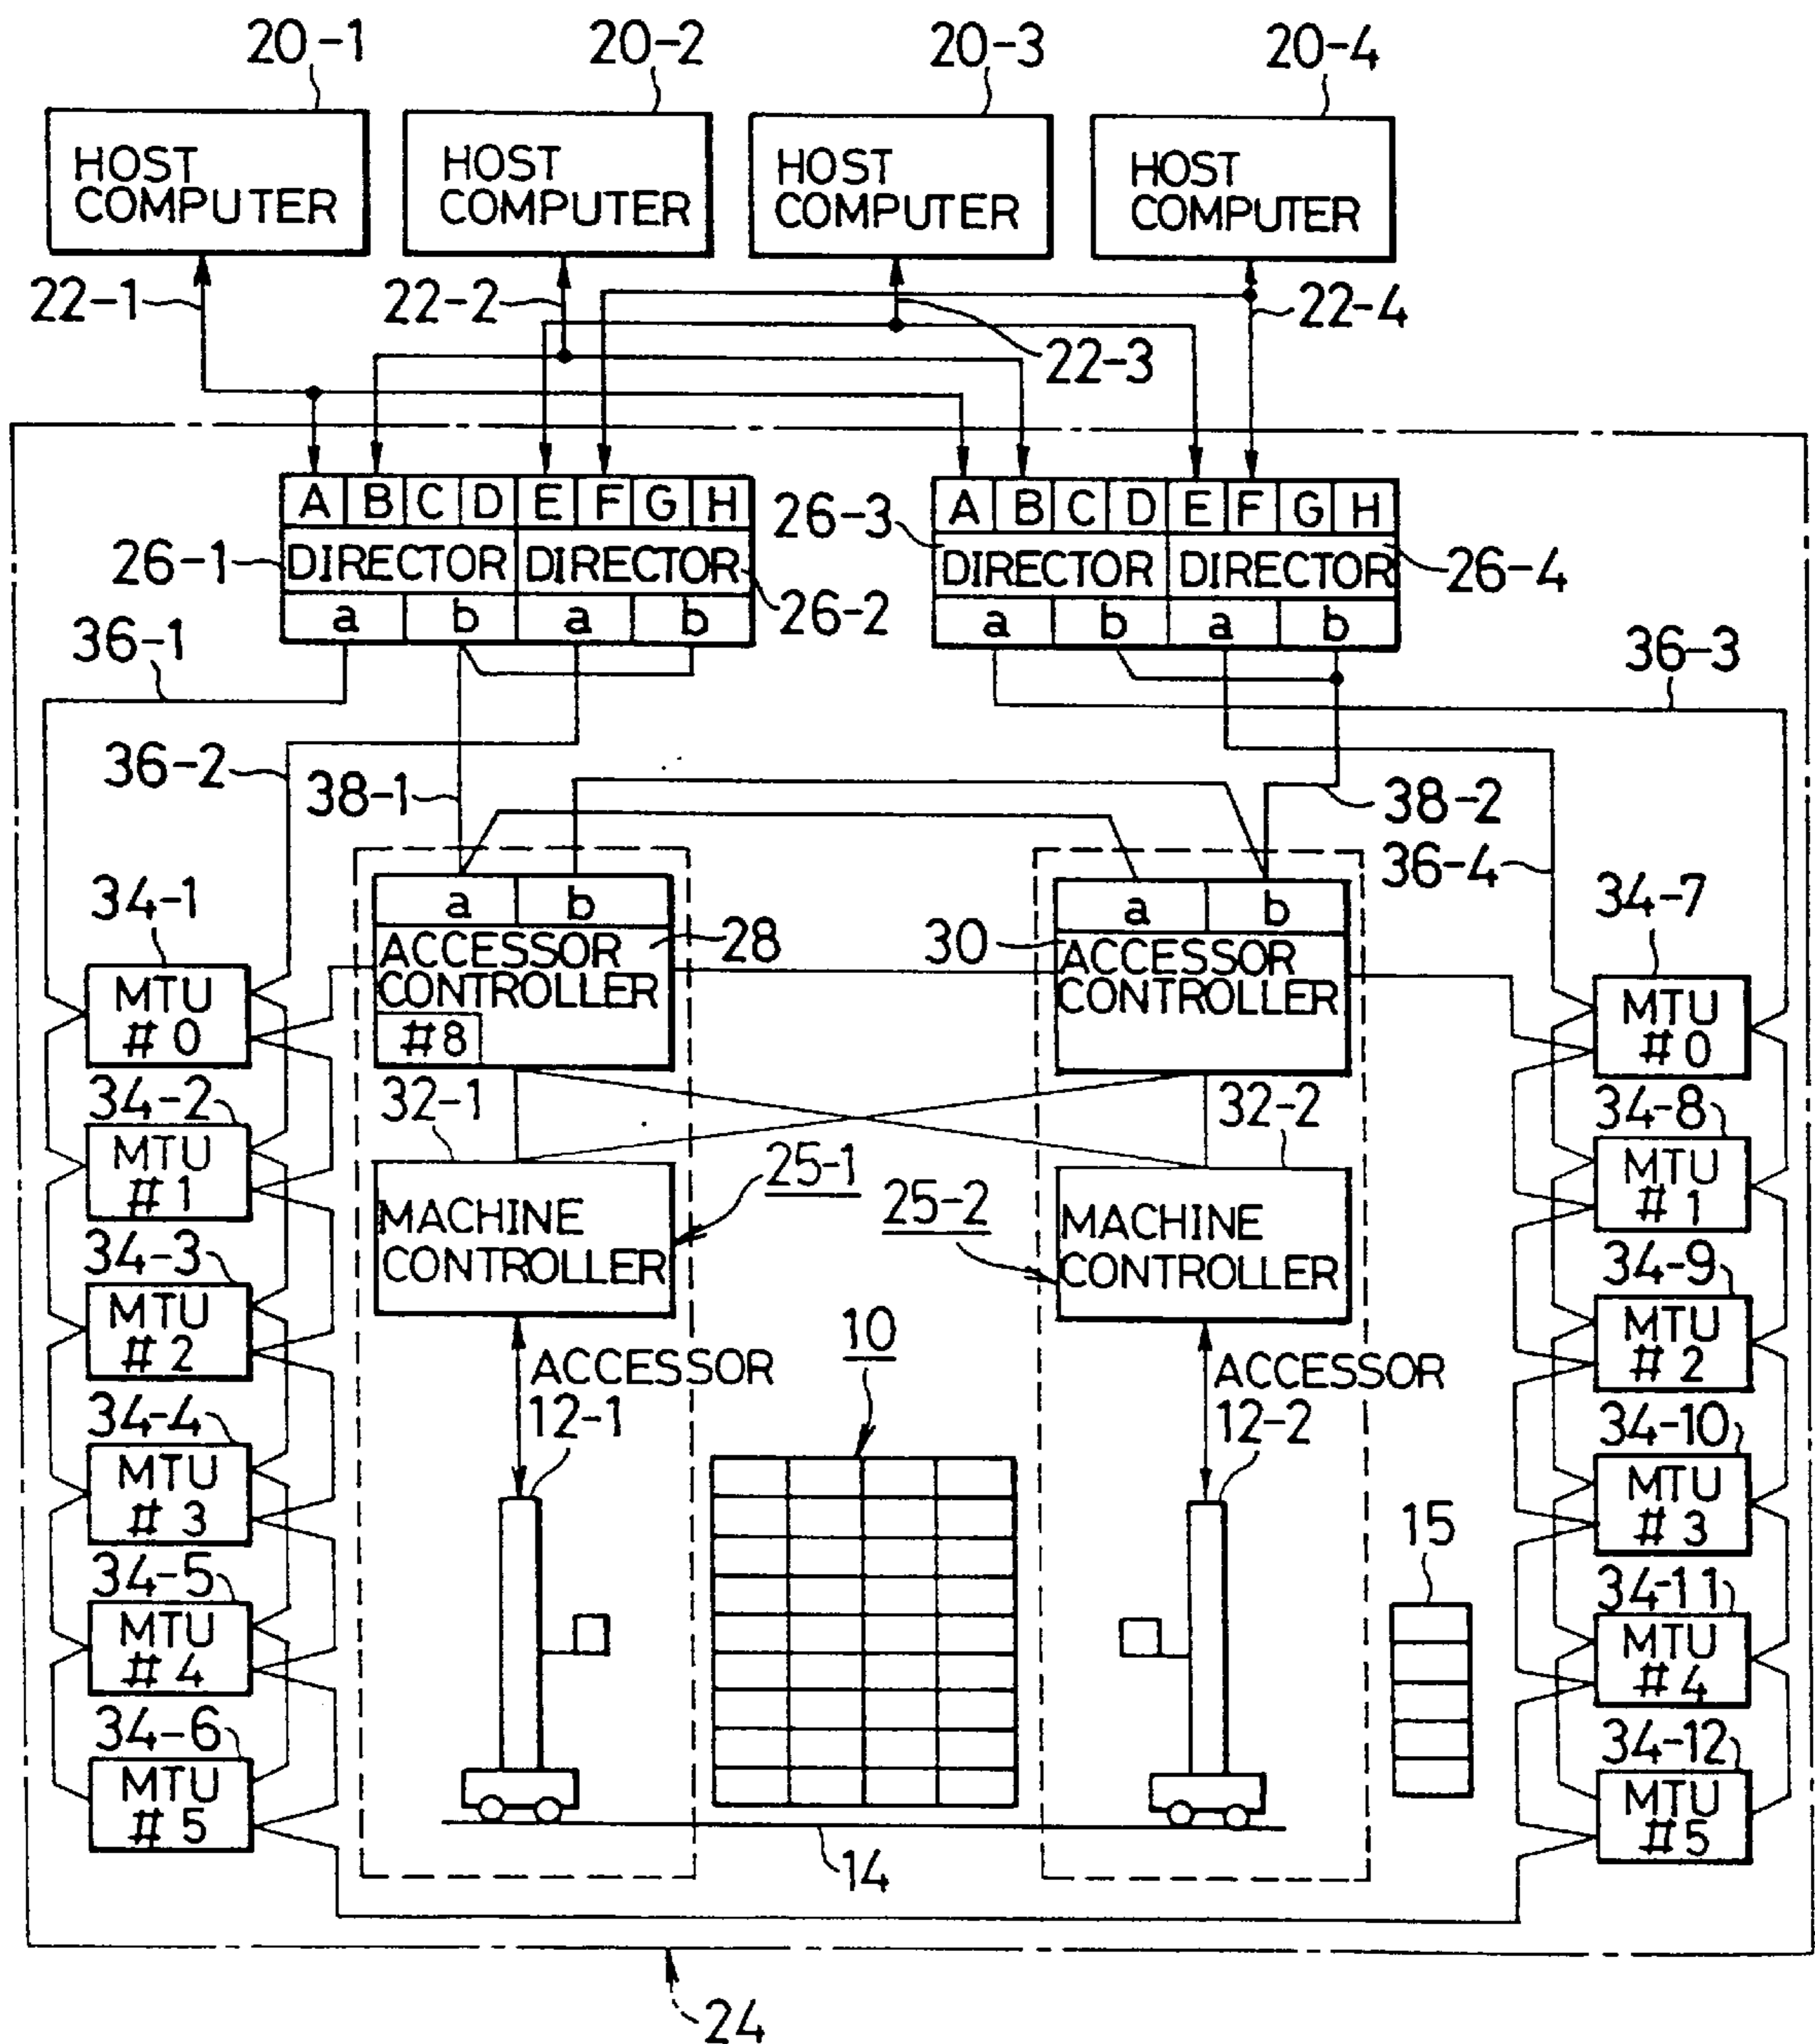 20-1 20-2 20-3 20-4
HOST COMPUTER
HOST COMPUTER
HOST COMPUTER
HOST COMPUTER
22-1 22-2 22-3 22-4
A B C D E F G H
A B C D E F G H
26-1 DIRECTOR DIRECTOR 26-2
26-3 DIRECTOR DIRECTOR 26-4
a b a b
a b a b
36-1
36-3
36-2
38-1
38-2
36-4
a b
a b
34-1
MTU
#0
34-2
MTU
#1
34-3
MTU
#2
34-4
MTU
#3
34-5
MTU
#4
34-6
MTU
#5
ACCESSOR
CONTROLLER
28
#8
30
ACCESSOR
CONTROLLER
32-1
32-2
MACHINE
CONTROLLER
25-1
25-2
MACHINE
CONTROLLER
ACCESSOR
12-1
10
ACCESSOR
12-2
15
14
34-7
MTU
#0
34-8
MTU
#1
34-9
MTU
#2
34-10
MTU
#3
34-11
MTU
#4
34-12
MTU
#5
24